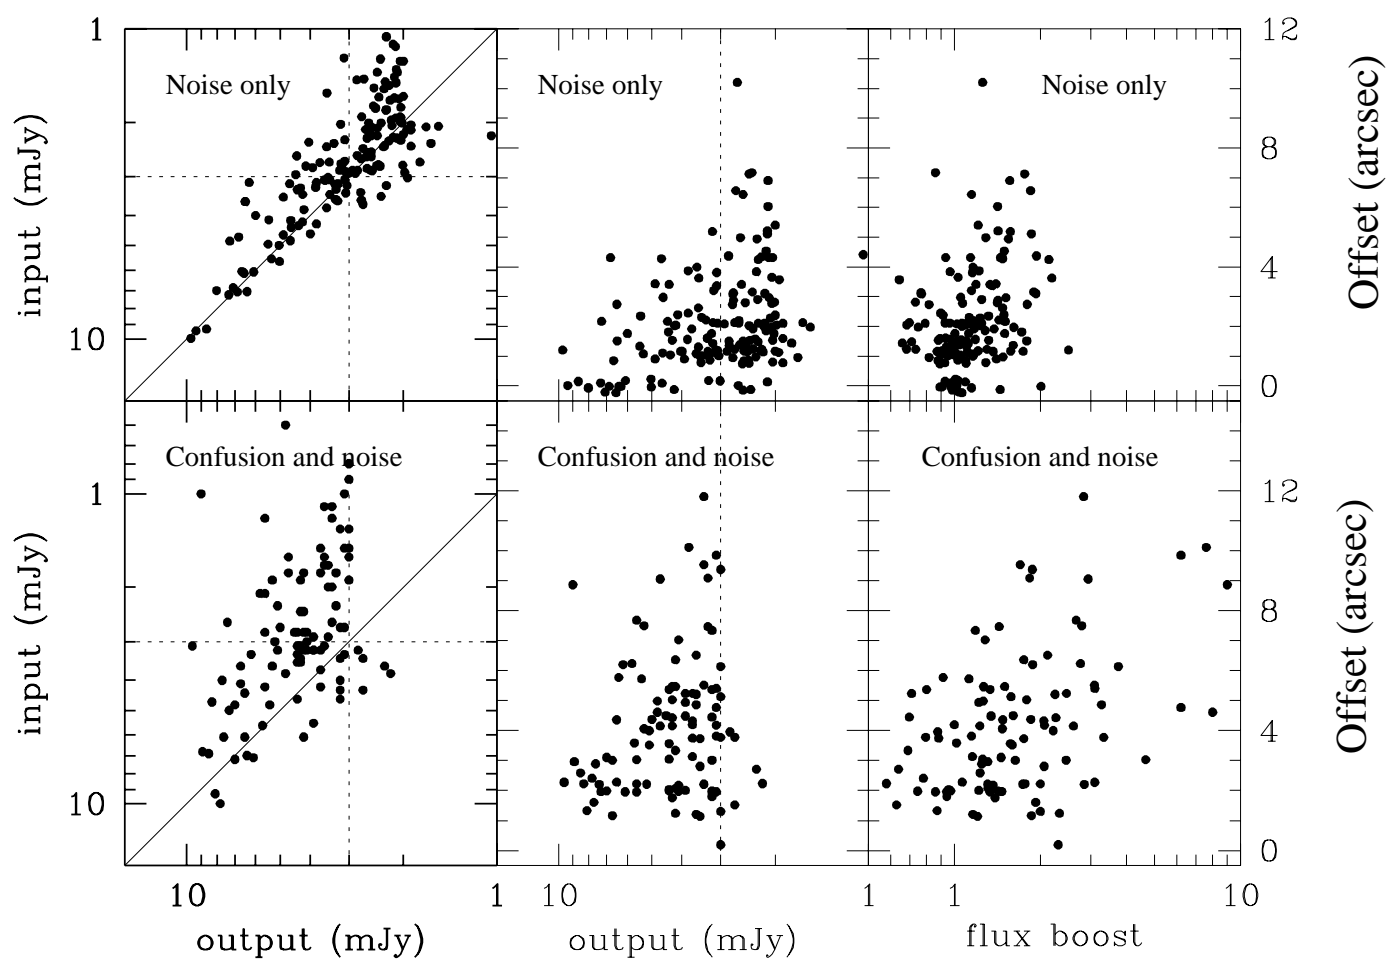 1
12
Noise only
Noise only
Noise only
8
input (mJy)
Offset (arcsec)
4
10
0
Confusion and noise
Confusion and noise
Confusion and noise
1
12
8
input (mJy)
Offset (arcsec)
4
10
0
10
1
10
1
1
10
output (mJy)
output (mJy)
flux boost